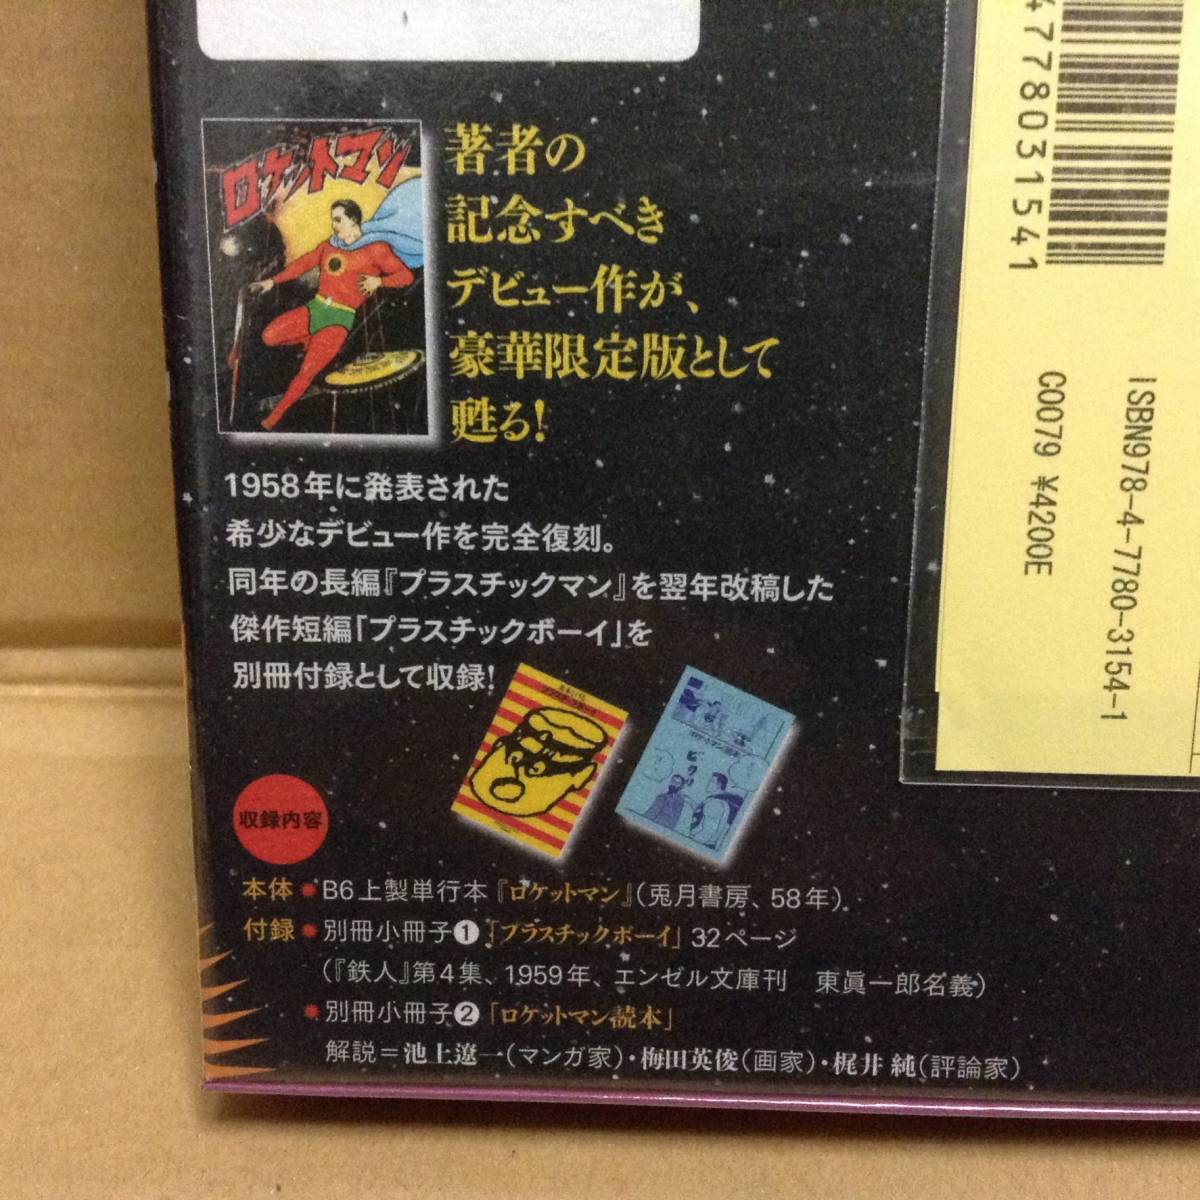 ロケットマン
著者の
記念すべき
デビュー作が、
豪華限定版として
甦る!
1958年に発表された
希少なデビュー作を完全復刻。
同年の長編『プラスチックマン』を翌年改稿した
傑作短編「プラスチックボーイ」を
別冊付録として収録!
ビクッ
収録内容
本体 ● B6上製単行本『ロケットマン』(兎月書房、58年)
付録 ● 別冊小冊子❶「プラスチックボーイ」32ページ
(『鉄人』第4集、1959年、エンゼル文庫刊 東眞一郎名義)
● 別冊小冊子❷「ロケットマン読本」
解説=池上遼一(マンガ家)・梅田英俊(画家)・梶井 純(評論家)
4778031541
ISBN978-4-7780-3154-1
C0079 ¥4200E